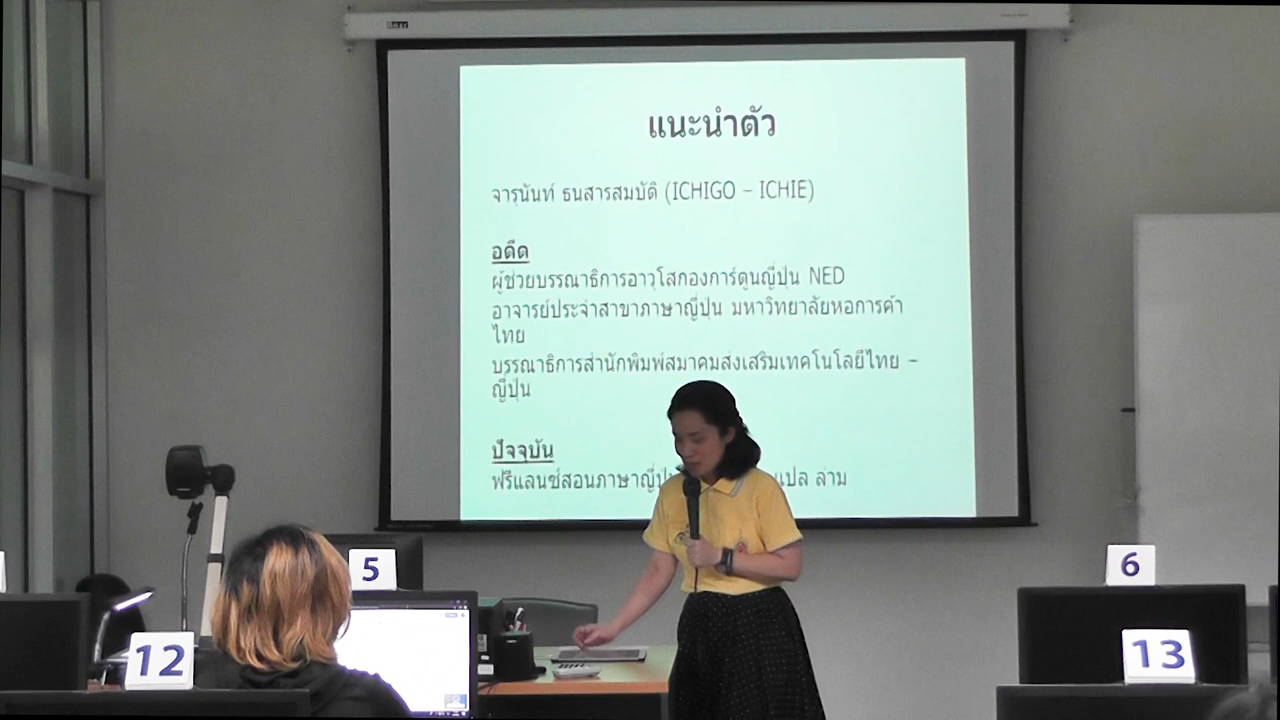 แนะนำตัว
จารุนันท์ ธนสารสมบัติ (ICHIGO – ICHIE)
อดีต
ผู้ช่วยบรรณาธิการอาวุโสกองการ์ตูนญี่ปุ่น NED
อาจารย์ประจำสาขาภาษาญี่ปุ่น มหาวิทยาลัยหอการค้า
ไทย
บรรณาธิการสำนักพิมพ์สมาคมส่งเสริมเทคโนโลยีไทย –
ญี่ปุ่น
ปัจจุบัน
ฟรีแลนซ์สอนภาษาญี่ปุ่ แปล ล่าม
5
6
12
13